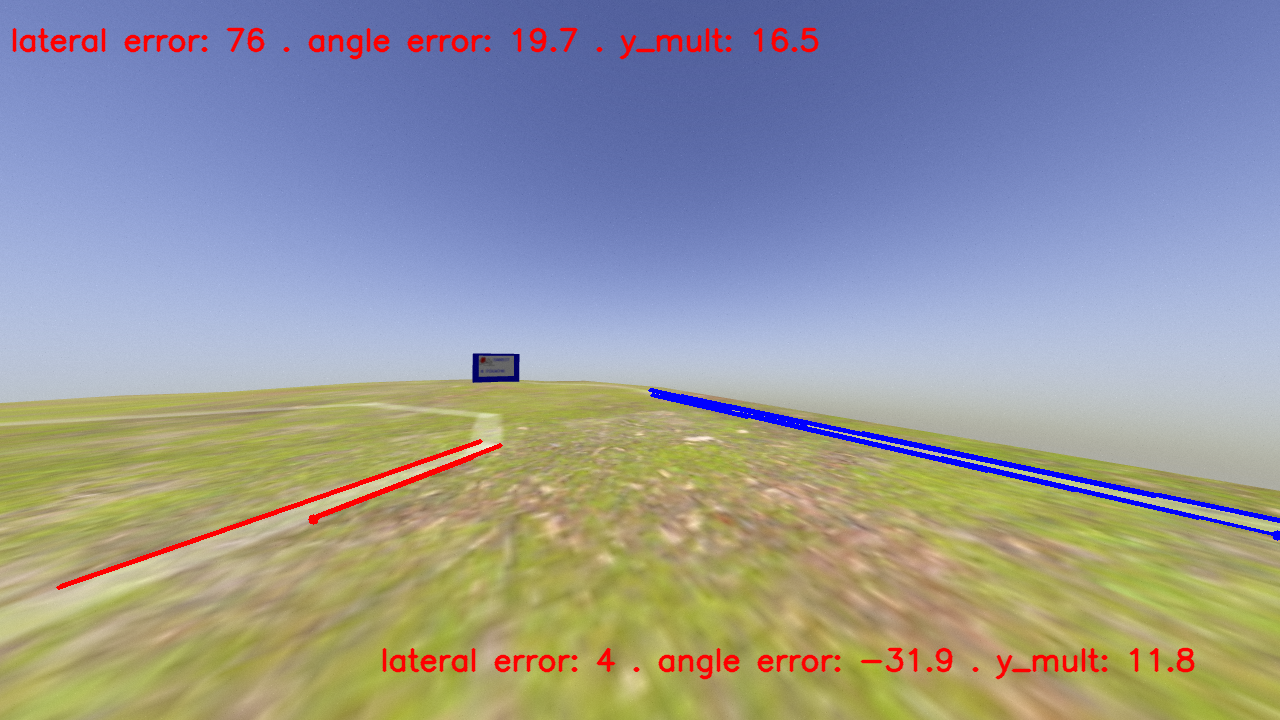 lateral error: 76 . angle error: 19.7 . y_mult: 16.5
lateral error: 4 . angle error: -31.9 . y_mult: 11.8